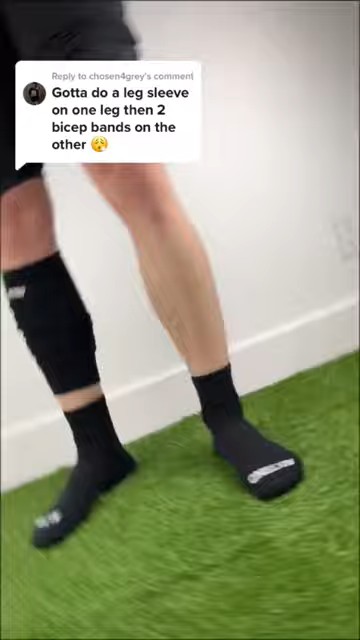 Reply to chosen4grey's comment
Gotta do a leg sleeve
on one leg then 2
bicep bands on the
other 😮‍💨